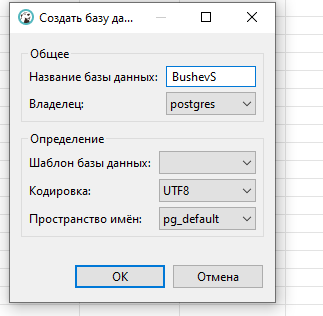 Создать базу да...
Общее
Название базы данных: BushevS
Владелец: postgres
Определение
Шаблон базы данных:
Кодировка: UTF8
Пространство имён: pg_default
OK Отмена